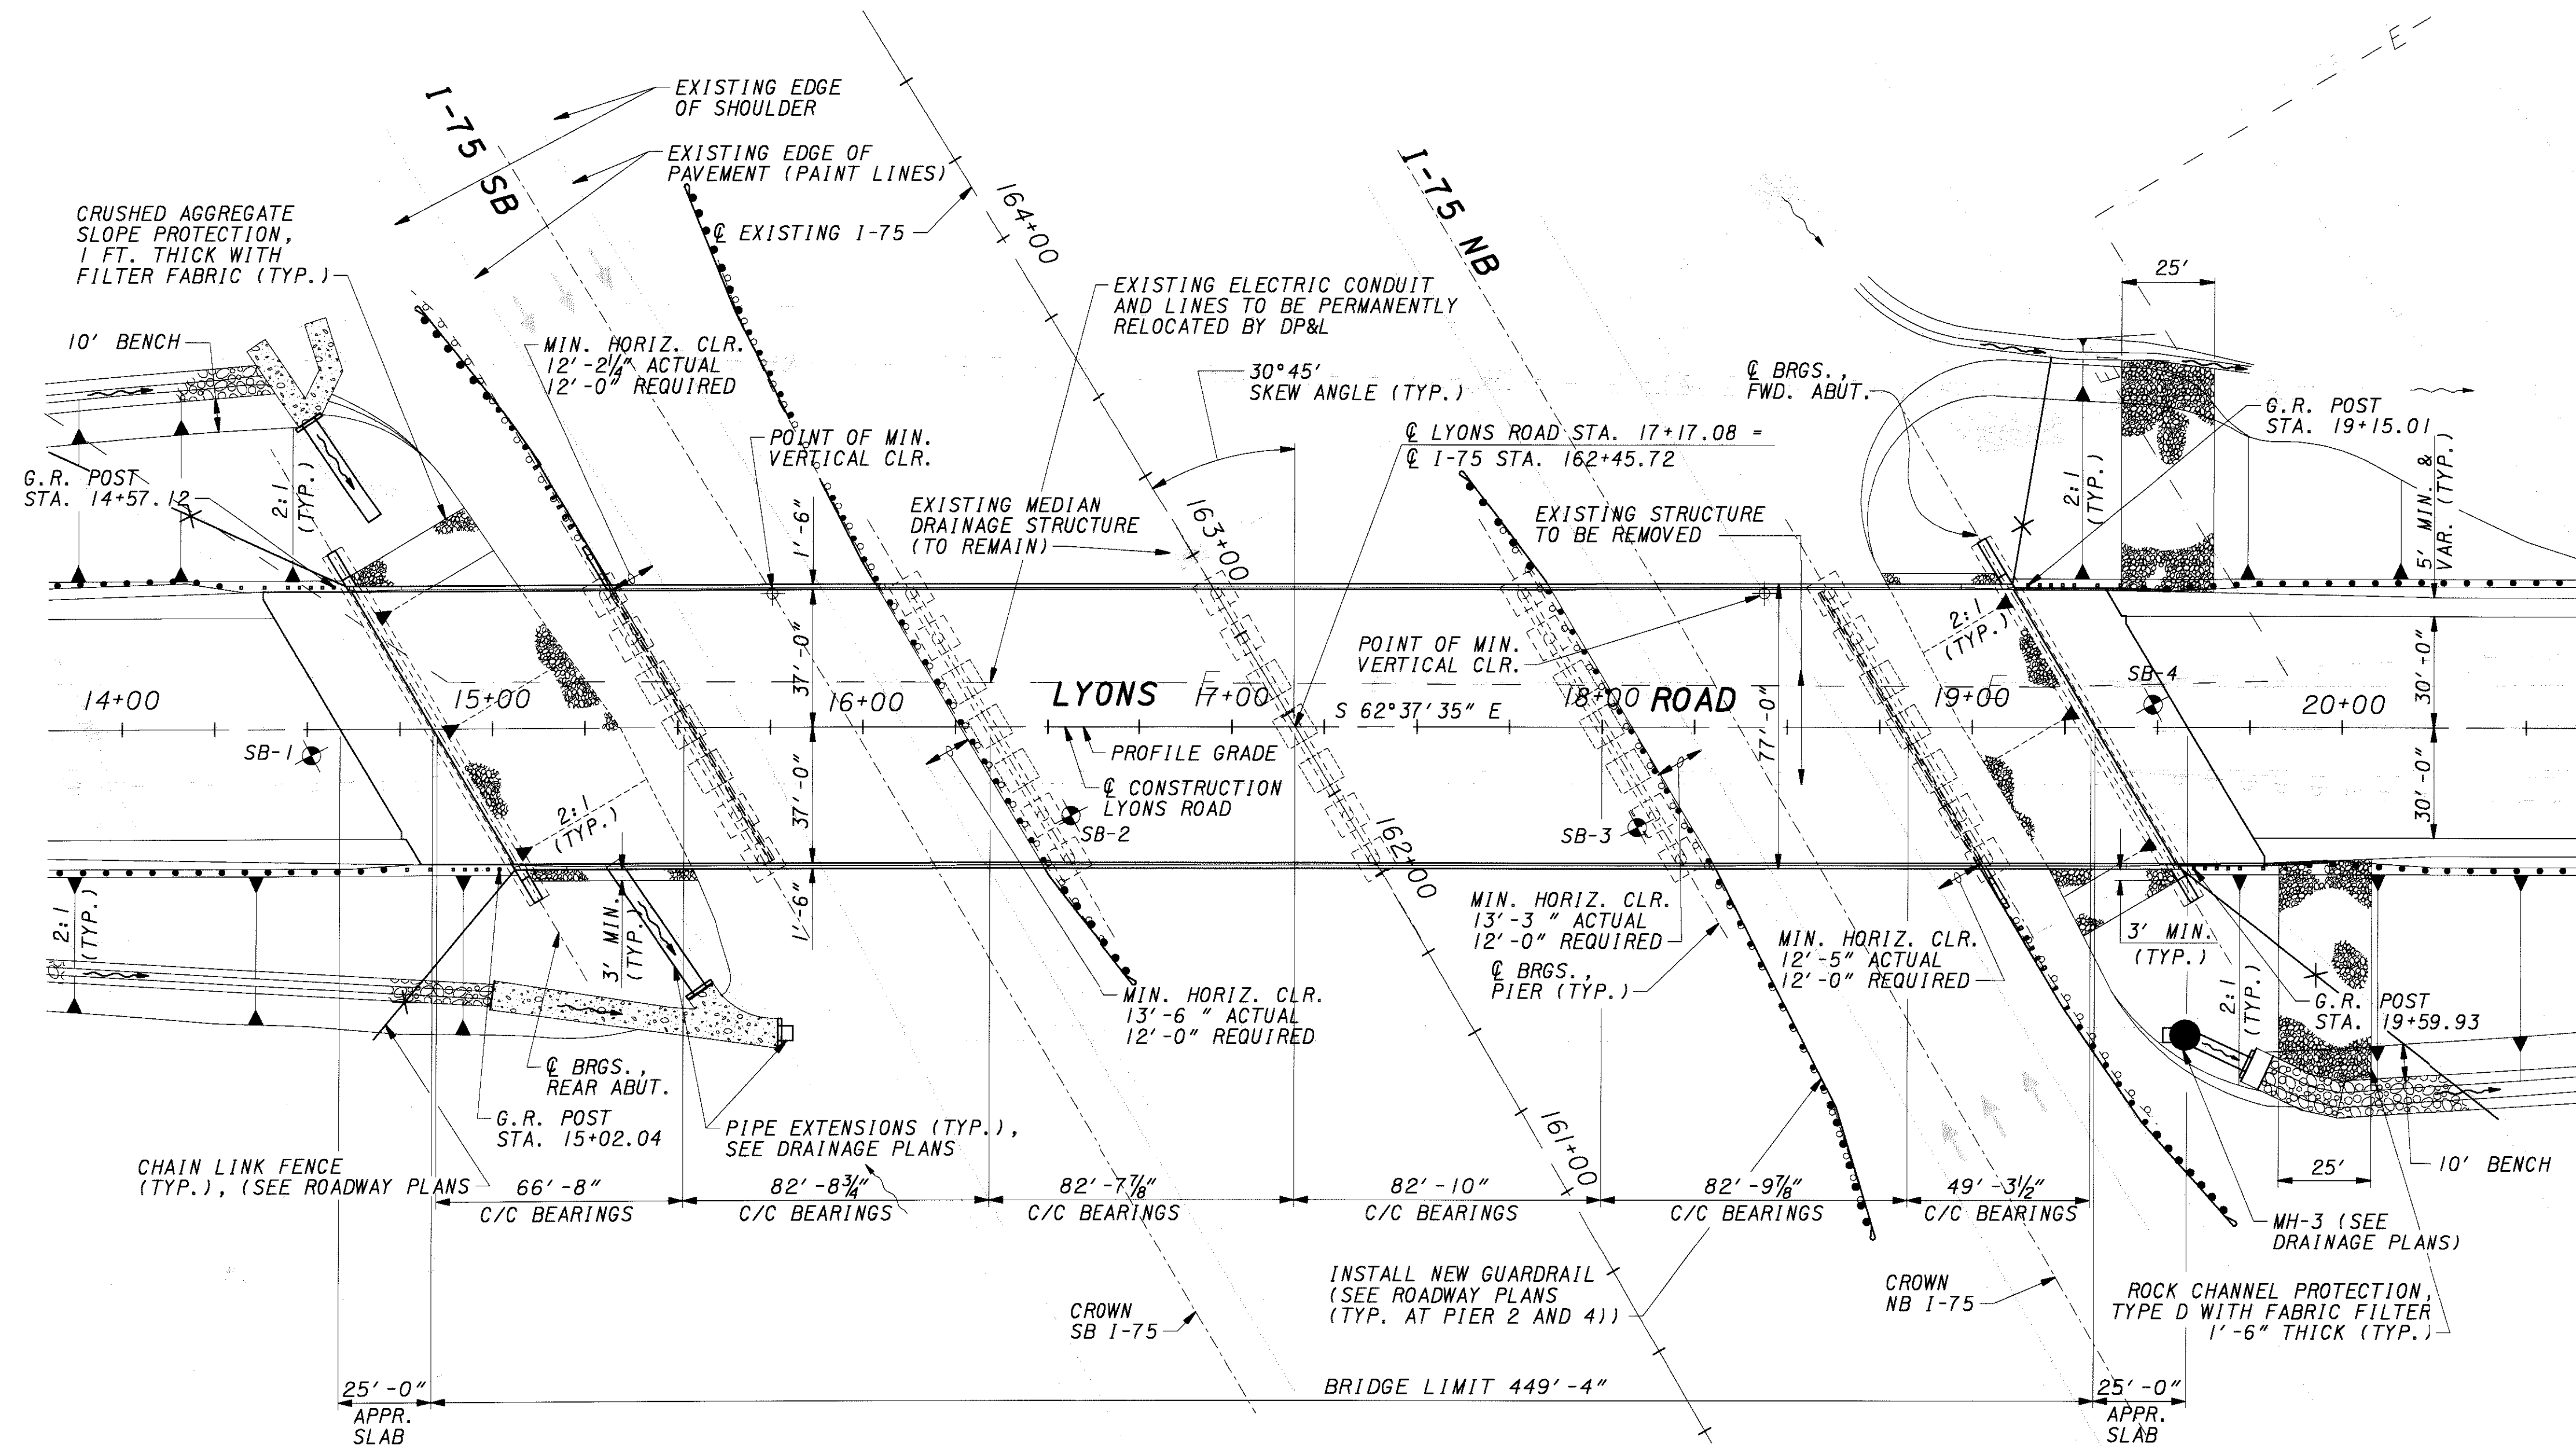 EXISTING EDGE
OF SHOULDER
EXISTING EDGE OF
PAVEMENT (PAINT LINES)
℄ EXISTING I-75
I-75 SB
164+00
I-75 NB
E
CRUSHED AGGREGATE
SLOPE PROTECTION,
1 FT. THICK WITH
FILTER FABRIC (TYP.)
10' BENCH
G.R. POST
STA. 14+57.12
2:1
(TYP.)
MIN. HORIZ. CLR.
12'-2¼" ACTUAL
12'-0" REQUIRED
POINT OF MIN.
VERTICAL CLR.
EXISTING ELECTRIC CONDUIT
AND LINES TO BE PERMANENTLY
RELOCATED BY DP&L
30°45'
SKEW ANGLE (TYP.)
℄ LYONS ROAD STA. 17+17.08 =
℄ I-75 STA. 162+45.72
EXISTING MEDIAN
DRAINAGE STRUCTURE
(TO REMAIN)
163+00
EXISTING STRUCTURE
TO BE REMOVED
℄ BRGS.,
FWD. ABUT.
25'
G.R. POST
STA. 19+15.01
2:1
(TYP.)
E
5' MIN. &
VAR. (TYP.)
1'-6"
37'-0"
37'-0"
1'-6"
POINT OF MIN.
VERTICAL CLR.
2:1
(TYP.)
77'-0"
30'-0"
30'-0"
14+00
15+00
16+00
LYONS
17+00
S 62°37'35" E
18+00
ROAD
19+00
SB-4
20+00
SB-1
PROFILE GRADE
℄ CONSTRUCTION
LYONS ROAD
SB-2
SB-3
162+00
2:1
(TYP.)
2:1
(TYP.)
3' MIN.
(TYP.)
MIN. HORIZ. CLR.
13'-6 " ACTUAL
12'-0" REQUIRED
MIN. HORIZ. CLR.
13'-3 " ACTUAL
12'-0" REQUIRED
℄ BRGS.,
PIER (TYP.)
MIN. HORIZ. CLR.
12'-5" ACTUAL
12'-0" REQUIRED
3' MIN.
(TYP.)
2:1
(TYP.)
G.R. POST
STA. 19+59.93
℄ BRGS.,
REAR ABUT.
G.R. POST
STA. 15+02.04
PIPE EXTENSIONS (TYP.),
SEE DRAINAGE PLANS
161+00
CHAIN LINK FENCE
(TYP.), (SEE ROADWAY PLANS
25'
10' BENCH
66'-8"
C/C BEARINGS
82'-8¾"
C/C BEARINGS
82'-7⅞"
C/C BEARINGS
82'-10"
C/C BEARINGS
82'-9⅞"
C/C BEARINGS
49'-3½"
C/C BEARINGS
MH-3 (SEE
DRAINAGE PLANS)
INSTALL NEW GUARDRAIL
(SEE ROADWAY PLANS
(TYP. AT PIER 2 AND 4))
CROWN
SB I-75
CROWN
NB I-75
ROCK CHANNEL PROTECTION,
TYPE D WITH FABRIC FILTER
1'-6" THICK (TYP.)
25'-0"
APPR.
SLAB
BRIDGE LIMIT 449'-4"
25'-0"
APPR.
SLAB